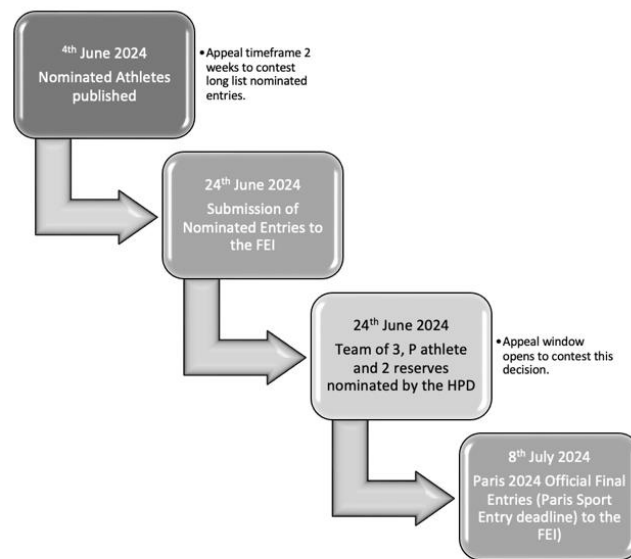 4th June 2024
Nominated Athletes
published
•Appeal timeframe 2
weeks to contest
long list nominated
entries.
24th June 2024
Submission of
Nominated Entries to
the FEI
24th June 2024
Team of 3, P athlete
and 2 reserves
nominated by the HPD
•Appeal window
opens to contest this
decision.
8th July 2024
Paris 2024 Official Final
Entries (Paris Sport
Entry deadline) to the
FEI)